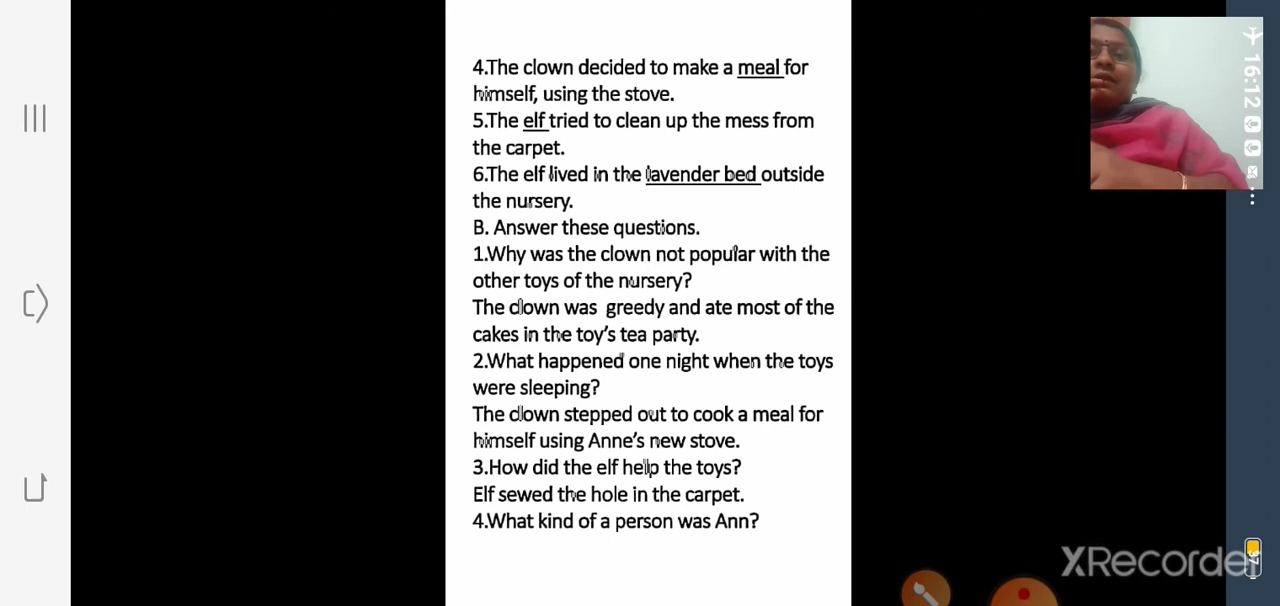 4.The clown decided to make a meal for
himself, using the stove.
5.The elf tried to clean up the mess from
the carpet.
6.The elf lived in the lavender bed outside
the nursery.
B. Answer these questions.
1.Why was the clown not popular with the
other toys of the nursery?
The clown was  greedy and ate most of the
cakes in the toy's tea party.
2.What happened one night when the toys
were sleeping?
The clown stepped out to cook a meal for
himself using Anne's new stove.
3.How did the elf help the toys?
Elf sewed the hole in the carpet.
4.What kind of a person was Ann?
16:12
37
XRecorder